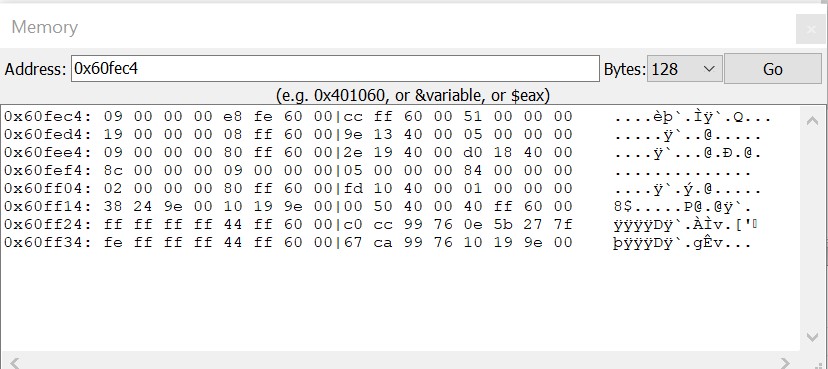 Memory
Address: 0x60fec4 Bytes: 128 Go
(e.g. 0x401060, or &variable, or $eax)
0x60fec4: 09 00 00 00 e8 fe 60 00|cc ff 60 00 51 00 00 00 ....èþ`.Ìÿ`.Q...
0x60fed4: 19 00 00 00 08 ff 60 00|9e 13 40 00 05 00 00 00 .....ÿ`...@.....
0x60fee4: 09 00 00 00 80 ff 60 00|2e 19 40 00 d0 18 40 00 .....ÿ`...@.Ð.@.
0x60fef4: 8c 00 00 00 09 00 00 00|05 00 00 00 84 00 00 00 ................
0x60ff04: 02 00 00 00 80 ff 60 00|fd 10 40 00 01 00 00 00 .....ÿ`.ý.@.....
0x60ff14: 38 24 9e 00 10 19 9e 00|00 50 40 00 40 ff 60 00 8$.......P@.@ÿ`.
0x60ff24: ff ff ff ff 44 ff 60 00|c0 cc 99 76 0e 5b 27 7f ÿÿÿÿDÿ`.ÀÌv.['
0x60ff34: fe ff ff ff 44 ff 60 00|67 ca 99 76 10 19 9e 00 þÿÿÿDÿ`.gÊv...